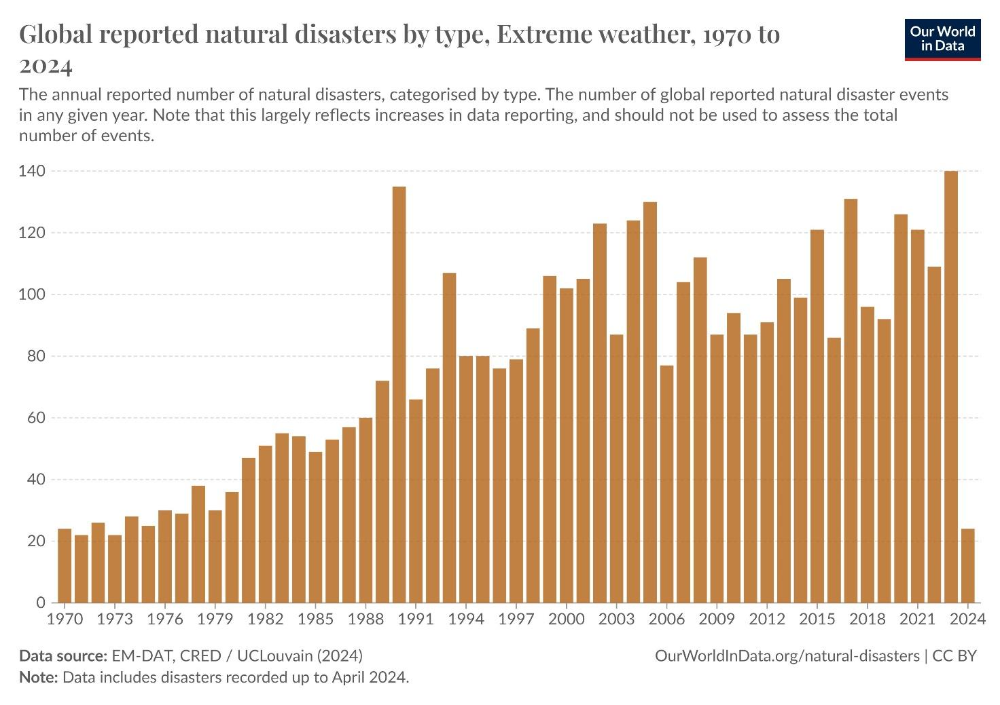 Global reported natural disasters by type, Extreme weather, 1970 to
2024
Our World
in Data
The annual reported number of natural disasters, categorised by type. The number of global reported natural disaster events
in any given year. Note that this largely reflects increases in data reporting, and should not be used to assess the total
number of events.
140
120
100
80
60
40
20
0
1970 1973 1976 1979 1982 1985 1988 1991 1994 1997 2000 2003 2006 2009 2012 2015 2018 2021 2024
Data source: EM-DAT, CRED / UCLouvain (2024)
OurWorldInData.org/natural-disasters | CC BY
Note: Data includes disasters recorded up to April 2024.